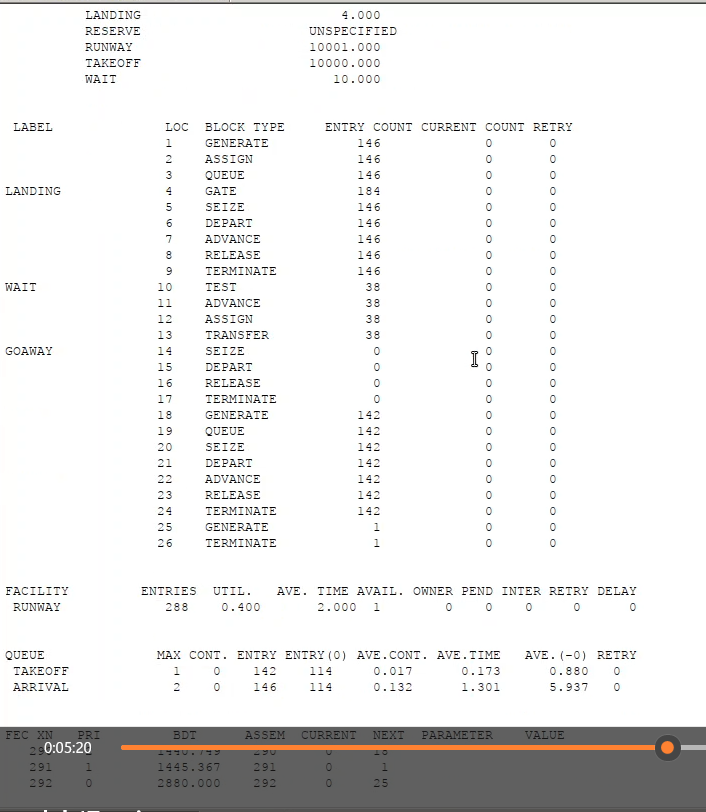 LANDING 4.000
RESERVE UNSPECIFIED
RUNWAY 10001.000
TAKEOFF 10000.000
WAIT 10.000
LABEL LOC BLOCK TYPE ENTRY COUNT CURRENT COUNT RETRY
1 GENERATE 146 0 0
2 ASSIGN 146 0 0
3 QUEUE 146 0 0
LANDING 4 GATE 184 0 0
5 SEIZE 146 0 0
6 DEPART 146 0 0
7 ADVANCE 146 0 0
8 RELEASE 146 0 0
9 TERMINATE 146 0 0
WAIT 10 TEST 38 0 0
11 ADVANCE 38 0 0
12 ASSIGN 38 0 0
13 TRANSFER 38 0 0
GOAWAY 14 SEIZE 0 0 0
15 DEPART 0 0 0
16 RELEASE 0 0 0
17 TERMINATE 0 0 0
18 GENERATE 142 0 0
19 QUEUE 142 0 0
20 SEIZE 142 0 0
21 DEPART 142 0 0
22 ADVANCE 142 0 0
23 RELEASE 142 0 0
24 TERMINATE 142 0 0
25 GENERATE 1 0 0
26 TERMINATE 1 0 0
FACILITY ENTRIES UTIL. AVE. TIME AVAIL. OWNER PEND INTER RETRY DELAY
RUNWAY 288 0.400 2.000 1 0 0 0 0 0
QUEUE MAX CONT. ENTRY ENTRY(0) AVE.CONT. AVE.TIME AVE.(-0) RETRY
TAKEOFF 1 0 142 114 0.017 0.173 0.880 0
ARRIVAL 2 0 146 114 0.132 1.301 5.937 0
FEC XN PRI BDT ASSEM CURRENT NEXT PARAMETER VALUE
0:05:20 1440.749 290 0 18
291 1 1445.367 291 0 1
292 0 2880.000 292 0 25